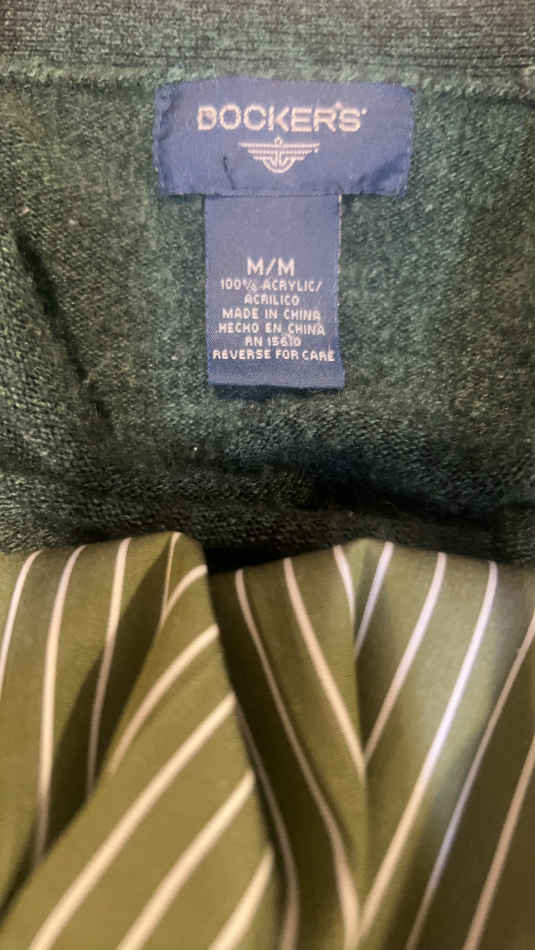 DOCKERS
M/M
100% ACRYLIC/
ACRILICO
MADE IN CHINA
HECHO EN CHINA
RN 15610
REVERSE FOR CARE